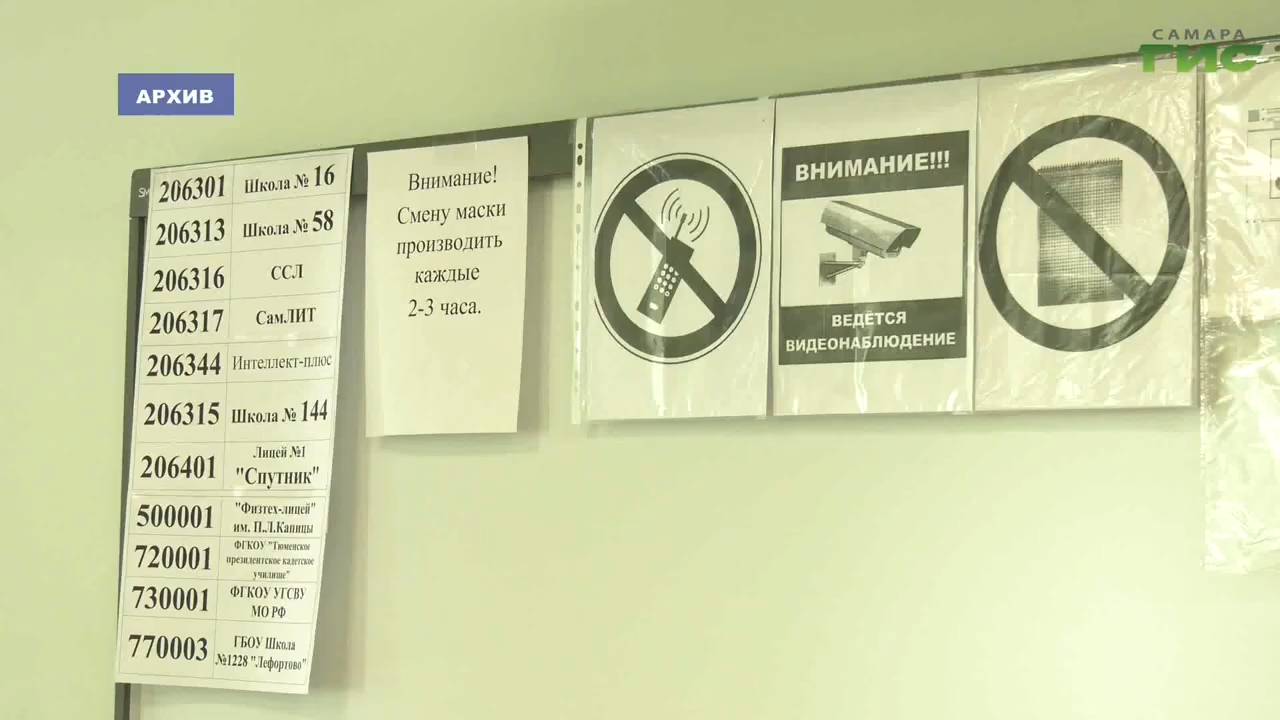 САМАРА
ГИС
АРХИВ
206301 Школа № 16
206313 Школа № 58
206316 ССЛ
206317 СамЛИТ
206344 Интеллект-плюс
206315 Школа № 144
206401 Лицей №1
"Спутник"
500001 "Физтех-лицей"
им. П.Л.Капицы
720001 ФГКОУ "Тюменское
президентское кадетское
училище"
730001 ФГКОУ УГСВУ
МО РФ
770003 ГБОУ Школа
№1228 "Лефортово"
Внимание!
Смену маски
производить
каждые
2-3 часа.
ВНИМАНИЕ!!!
ВЕДЁТСЯ
ВИДЕОНАБЛЮДЕНИЕ